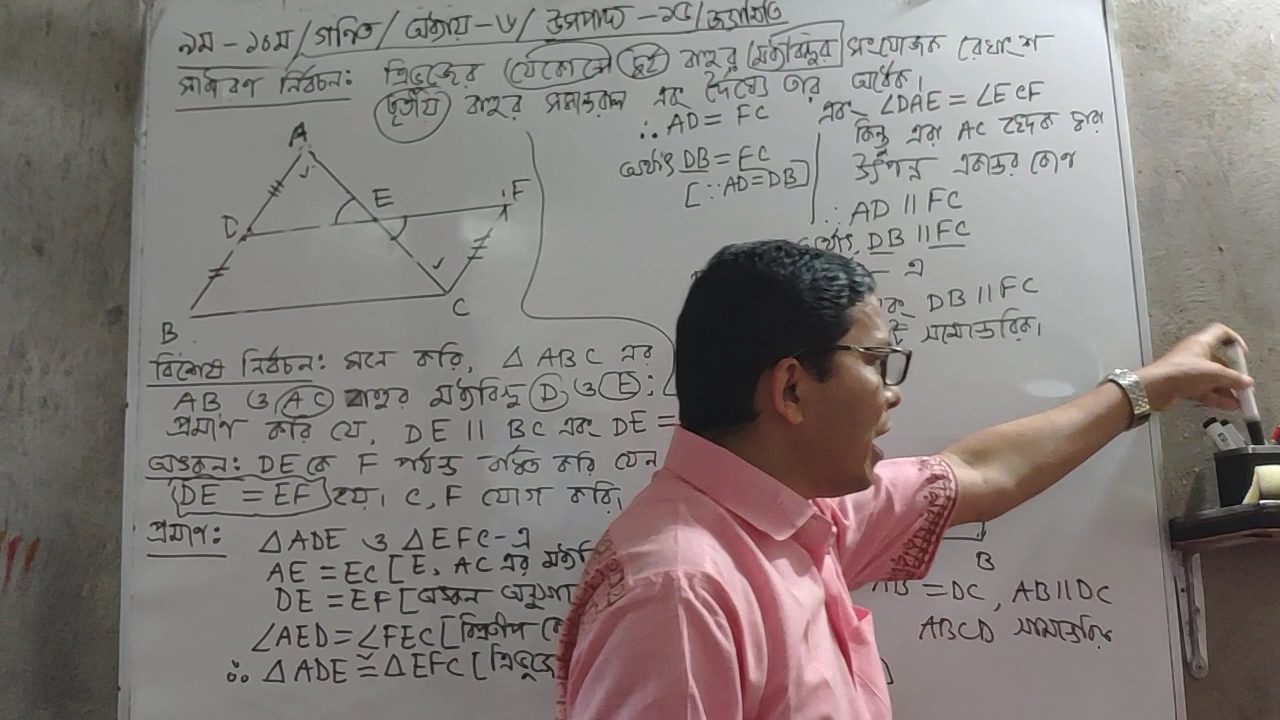 ৯ম - ১০ম / গণিত / অধ্যায় - ৬ / উপপাদ্য - ১৫ / জ্যামিতি
সাধারণ নির্বচন: ত্রিভুজের যেকোনো দুই বাহুর মধ্যবিন্দুর সংযোজক রেখাংশ
তৃতীয় বাহুর সমান্তরাল এবং দৈর্ঘ্যে তার অর্ধেক।
A
D
E
F
B
C
∴ AD = FC
অর্থাৎ DB = FC
[∵ AD = DB]
এবং ∠DAE = ∠ECF
কিন্তু এরা AC ছেদক দ্বারা
উৎপন্ন একান্তর কোণ
∴ AD || FC
অর্থাৎ DB || FC
- এ
DB || FC
সামান্তরিক।
বিশেষ নির্বচন: মনে করি, △ ABC এর
AB ও AC বাহুর মধ্যবিন্দু D ও E;
প্রমাণ করি যে, DE || BC এবং DE =
অঙ্কন: DE কে F পর্যন্ত বর্ধিত করি যেন
DE = EF হয়। C, F যোগ করি।
প্রমাণ: △ADE ও △EFC-এ
AE = EC [E, AC এর
DE = EF [অঙ্কন
∠AED = ∠FEC [বিপ্রতীপ
∴ △ADE ≅ △EFC [
B
AB = DC, AB || DC
ABCD সামান্তরিক